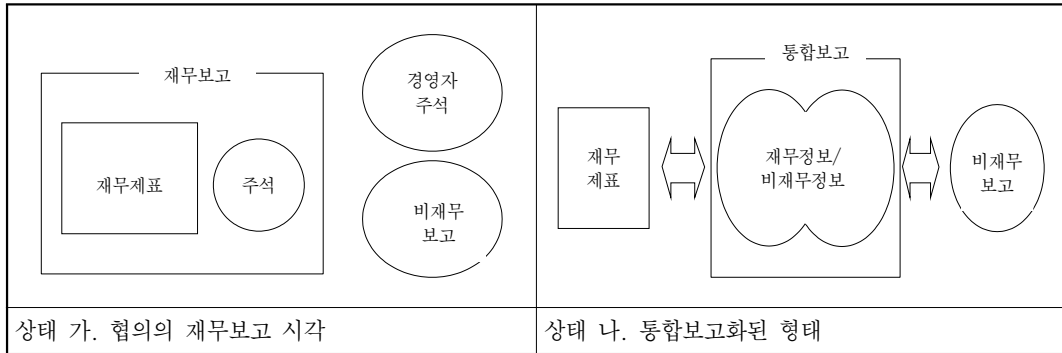 재무보고
재무제표
주석
경영자
주석
비재무
보고
상태 가. 협의의 재무보고 시각
통합보고
재무
제표
재무정보/
비재무정보
비재무
보고
상태 나. 통합보고화된 형태